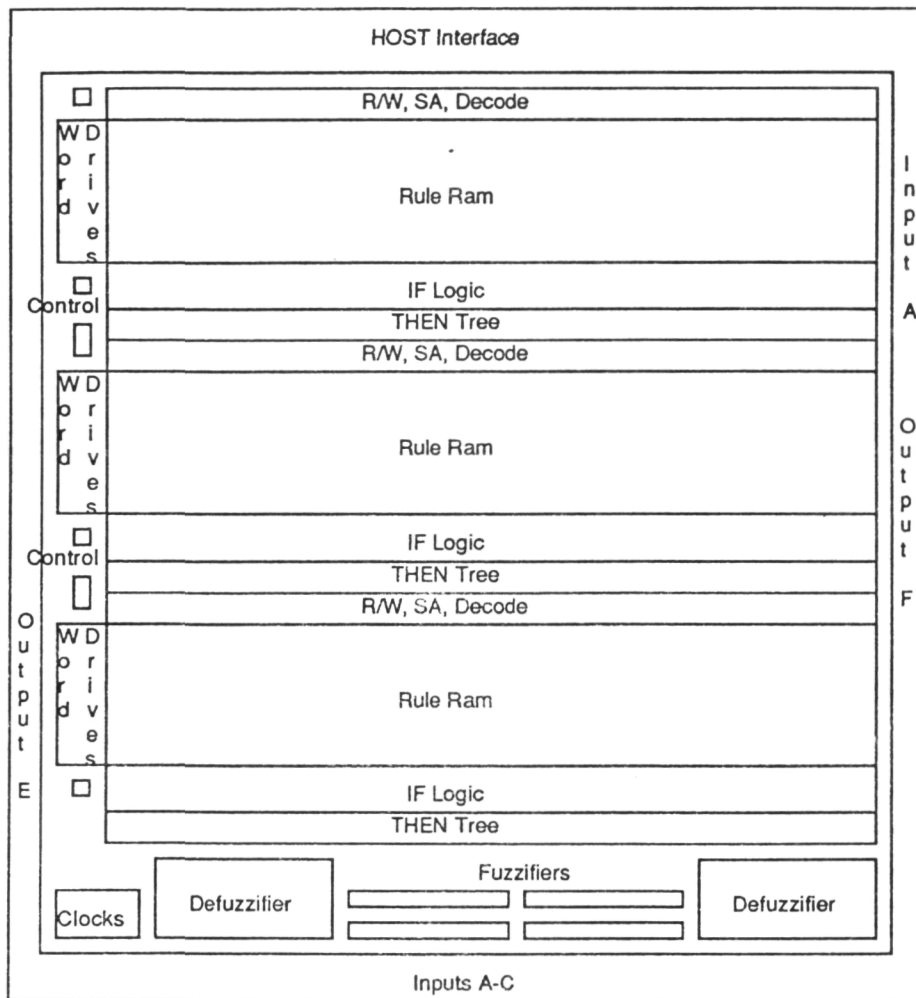 HOST Interface
R/W, SA, Decode
Word Drives
Rule Ram
Input A
IF Logic
Control
THEN Tree
R/W, SA, Decode
Word Drives
Rule Ram
Output F
IF Logic
Control
THEN Tree
R/W, SA, Decode
Output E
Word Drives
Rule Ram
IF Logic
THEN Tree
Fuzzifiers
Clocks
Defuzzifier
Defuzzifier
Inputs A-C